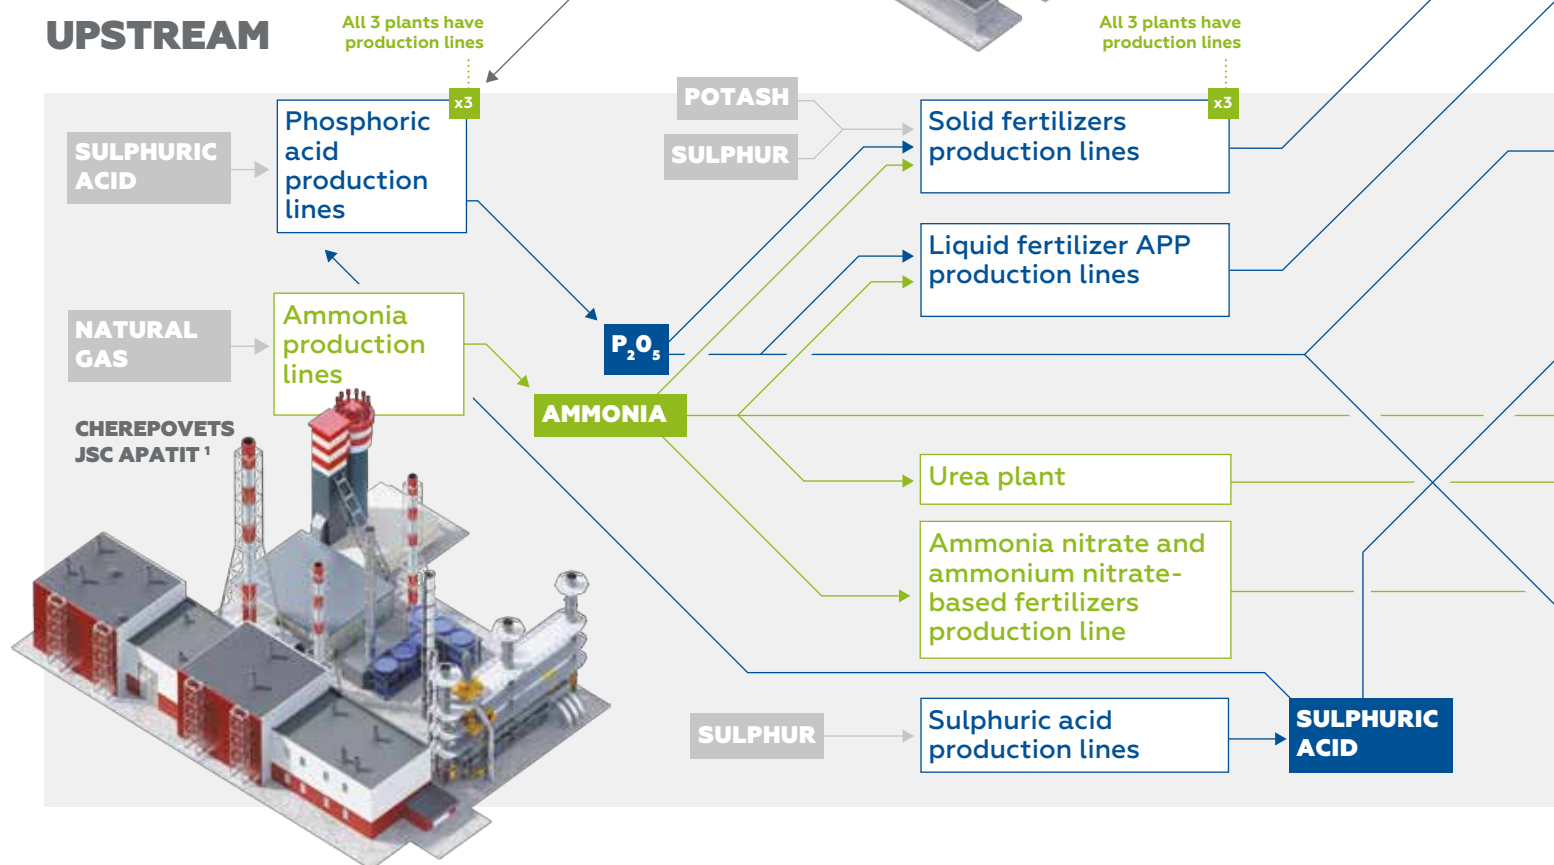 UPSTREAM
All 3 plants have
production lines
All 3 plants have
production lines
x3
x3
POTASH
SULPHUR
SULPHURIC
ACID
Phosphoric
acid
production
lines
Solid fertilizers
production lines
Liquid fertilizer APP
production lines
NATURAL
GAS
Ammonia
production
lines
P₂O₅
AMMONIA
CHEREPOVETS
JSC APATIT ¹
Urea plant
Ammonia nitrate and
ammonium nitrate-
based fertilizers
production line
SULPHUR
Sulphuric acid
production lines
SULPHURIC
ACID